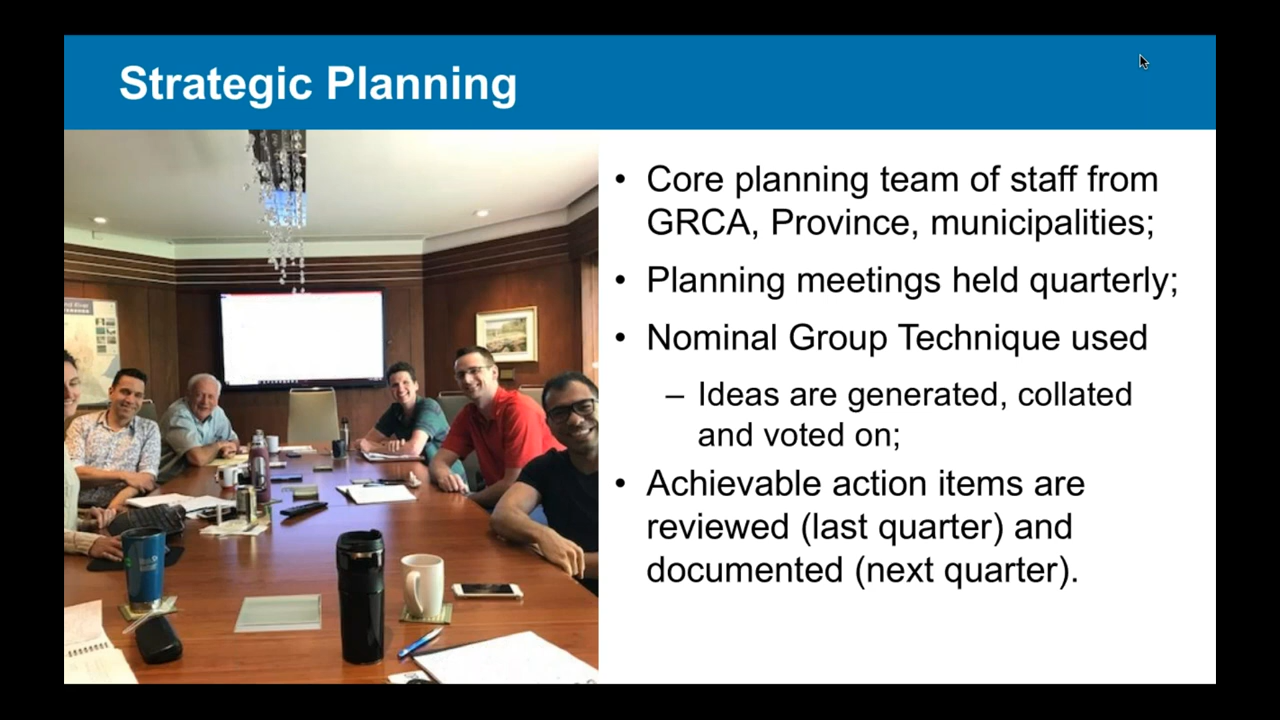 Strategic Planning
• Core planning team of staff from
GRCA, Province, municipalities;
• Planning meetings held quarterly;
• Nominal Group Technique used
– Ideas are generated, collated
and voted on;
• Achievable action items are
reviewed (last quarter) and
documented (next quarter).